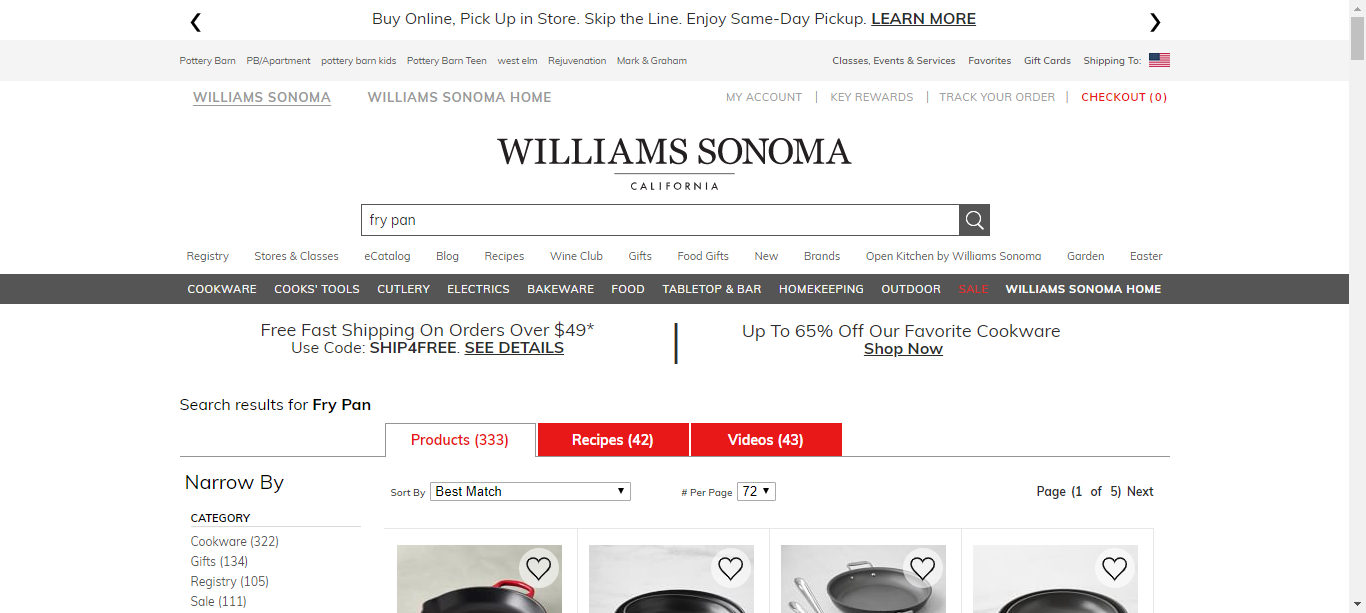 Buy Online, Pick Up in Store. Skip the Line. Enjoy Same-Day Pickup. LEARN MORE
Pottery Barn PB/Apartment pottery barn kids Pottery Barn Teen west elm Rejuvenation Mark & Graham Classes, Events & Services Favorites Gift Cards Shipping To:
WILLIAMS SONOMA WILLIAMS SONOMA HOME MY ACCOUNT | KEY REWARDS | TRACK YOUR ORDER | CHECKOUT (0)
WILLIAMS SONOMA
CALIFORNIA
fry pan
Registry Stores & Classes eCatalog Blog Recipes Wine Club Gifts Food Gifts New Brands Open Kitchen by Williams Sonoma Garden Easter
COOKWARE COOKS' TOOLS CUTLERY ELECTRICS BAKEWARE FOOD TABLETOP & BAR HOMEKEEPING OUTDOOR SALE WILLIAMS SONOMA HOME
Free Fast Shipping On Orders Over $49*
Use Code: SHIP4FREE. SEE DETAILS
Up To 65% Off Our Favorite Cookware
Shop Now
Search results for Fry Pan
Products (333) Recipes (42) Videos (43)
Narrow By
Sort By Best Match # Per Page 72 Page (1 of 5) Next
CATEGORY
Cookware (322)
Gifts (134)
Registry (105)
Sale (111)